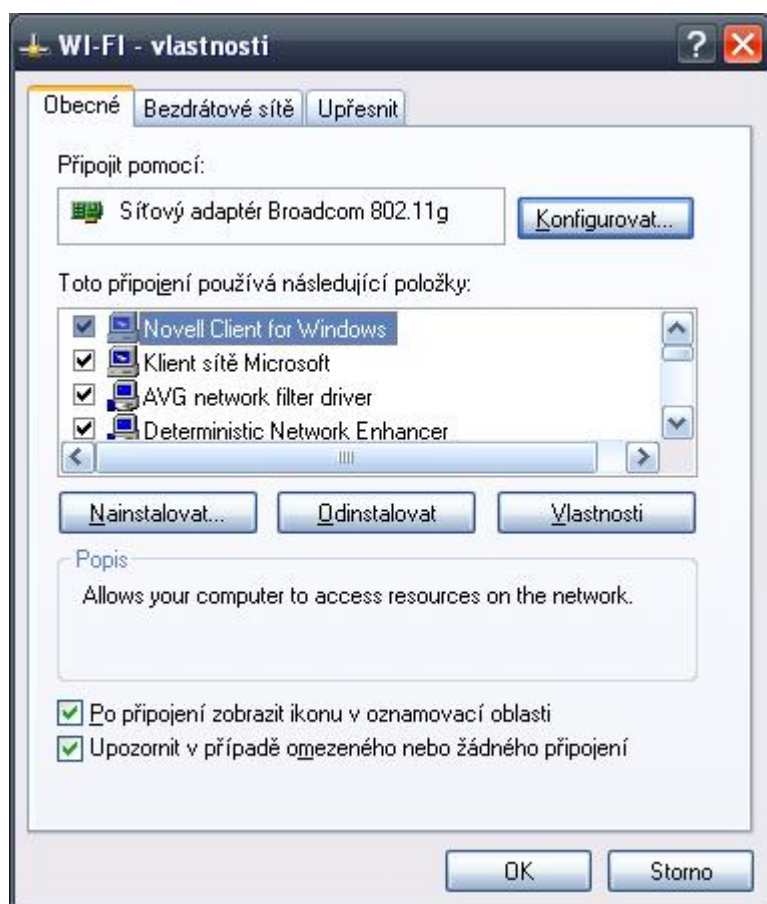 WI-FI - vlastnosti
Obecné Bezdrátové sítě Upřesnit
Připojit pomocí:
Síťový adaptér Broadcom 802.11g Konfigurovat...
Toto připojení používá následující položky:
Novell Client for Windows
Klient sítě Microsoft
AVG network filter driver
Deterministic Network Enhancer
Nainstalovat... Odinstalovat Vlastnosti
Popis
Allows your computer to access resources on the network.
Po připojení zobrazit ikonu v oznamovací oblasti
Upozornit v případě omezeného nebo žádného připojení
OK Storno